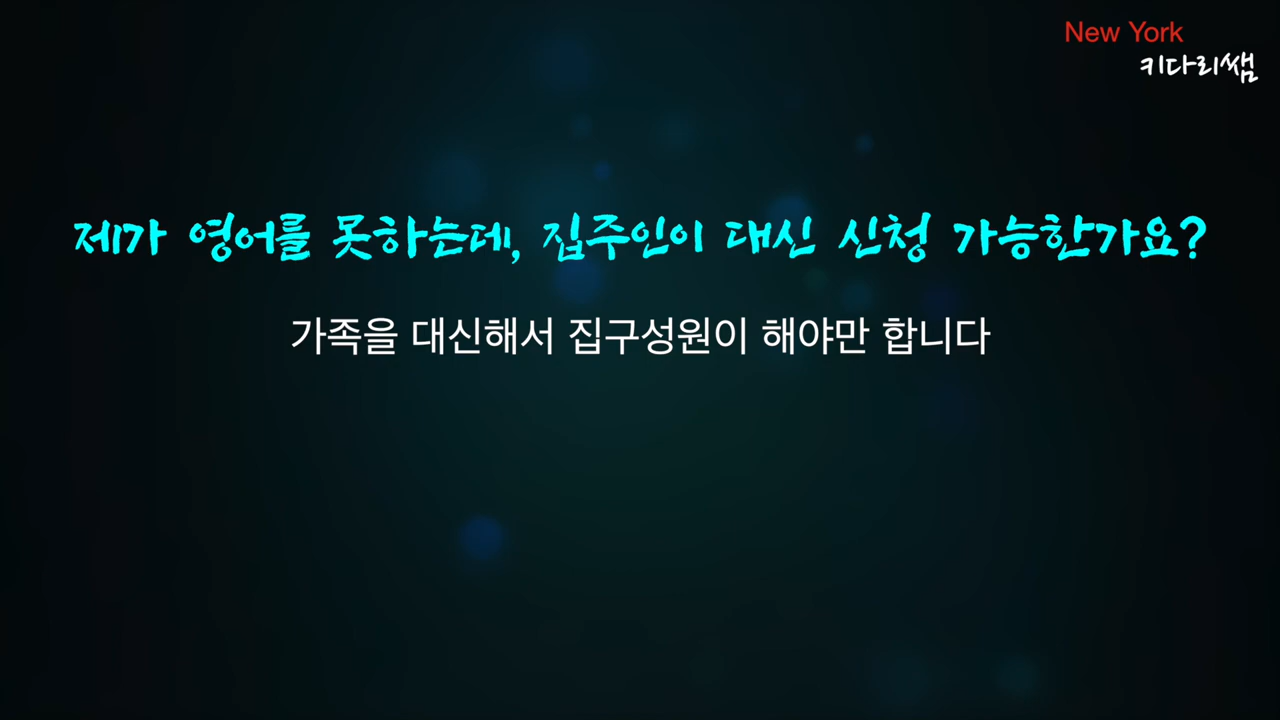 New York
키다리쌤
제가 영어를 못하는데, 집주인이 대신 신청 가능한가요?
가족을 대신해서 집구성원이 해야만 합니다